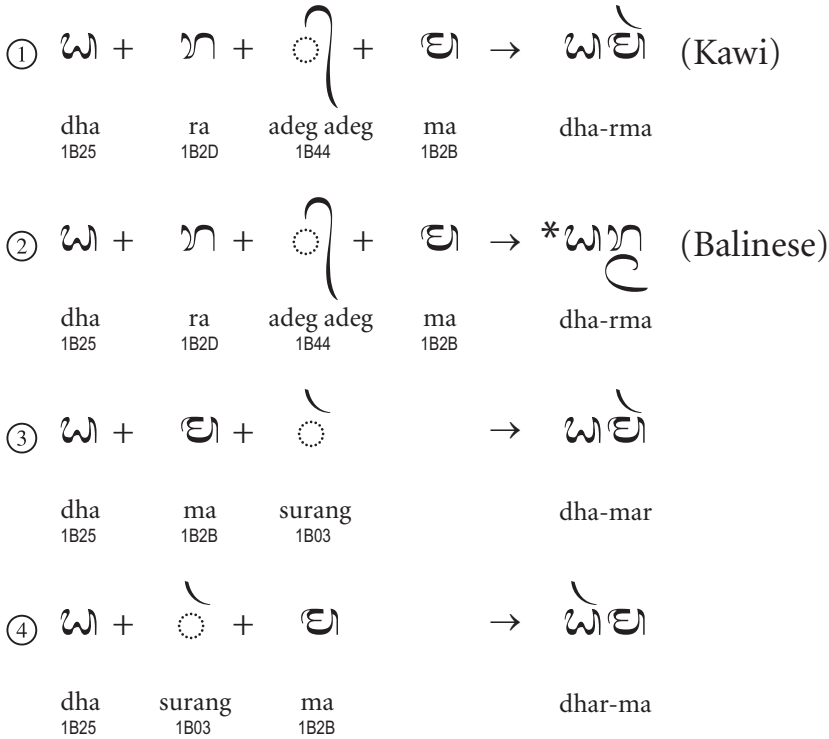 ① ᬥ + ᬭ + ◌᭄ + ᬫ → ᬥᬫᬃ (Kawi)
dha ra adeg adeg ma dha-rma
1B25 1B2D 1B44 1B2B
② ᬥ + ᬭ + ◌᭄ + ᬫ → *ᬥᬭ᭄ᬫ (Balinese)
dha ra adeg adeg ma dha-rma
1B25 1B2D 1B44 1B2B
③ ᬥ + ᬫ + ◌ᬃ → ᬥᬫᬃ
dha ma surang dha-mar
1B25 1B2B 1B03
④ ᬥ + ◌ᬃ + ᬫ → ᬥᬃᬫ
dha surang ma dhar-ma
1B25 1B03 1B2B